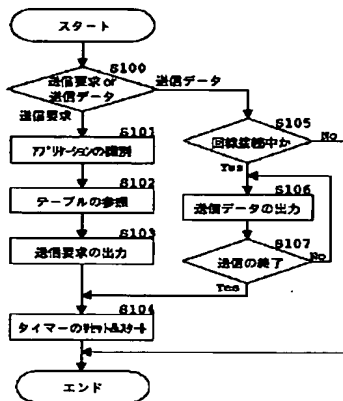 スタート
S100
送信要求or
送信データ
送信データ
送信要求
S101
アプリケーションの識別
S102
テーブルの参照
S103
送信要求の出力
S105
回線接続中か
No
Yes
S106
送信データの出力
S107
送信の終了
No
Yes
S104
タイマーのリセット&スタート
エンド